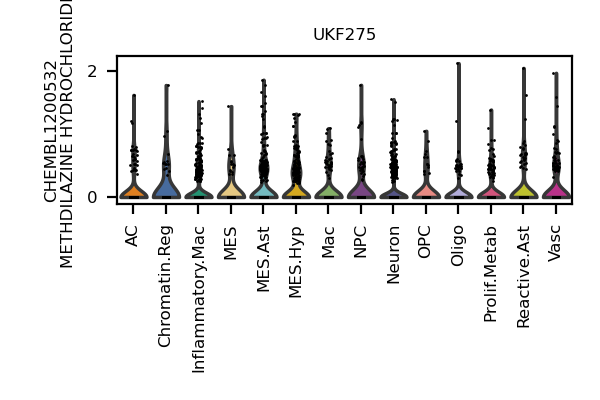 UKF275
CHEMBL1200532
METHDILAZINE HYDROCHLORIDE
2
0
AC
Chromatin.Reg
Inflammatory.Mac
MES
MES.Ast
MES.Hyp
Mac
NPC
Neuron
OPC
Oligo
Prolif.Metab
Reactive.Ast
Vasc